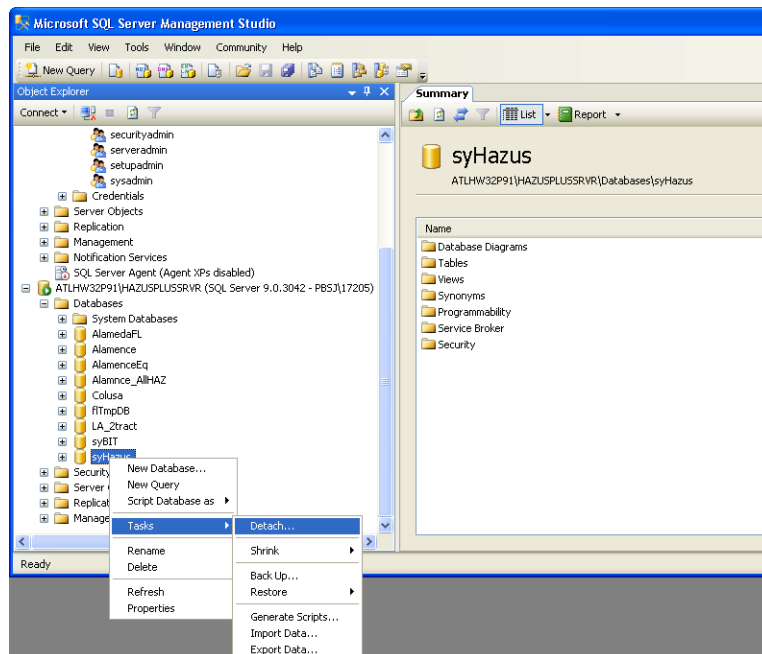 Microsoft SQL Server Management Studio
File Edit View Tools Window Community Help
New Query
Object Explorer
Connect
securityadmin
serveradmin
setupadmin
sysadmin
Credentials
Server Objects
Replication
Management
Notification Services
SQL Server Agent (Agent XPs disabled)
ATLHW32P91\HAZUSPLUSSRVR (SQL Server 9.0.3042 - PBSJ\17205)
Databases
System Databases
AlamedaFL
Alamence
AlamenceEq
Alamnce_AllHAZ
Colusa
flTmpDB
LA_2tract
syBIT
syHazus
Security
Server
Replicat
Manage
New Database...
New Query
Script Database as
Tasks
Rename
Delete
Refresh
Properties
Detach...
Shrink
Back Up...
Restore
Generate Scripts...
Import Data...
Export Data...
Summary
List Report
syHazus
ATLHW32P91\HAZUSPLUSSRVR\Databases\syHazus
Name
Database Diagrams
Tables
Views
Synonyms
Programmability
Service Broker
Security
Ready